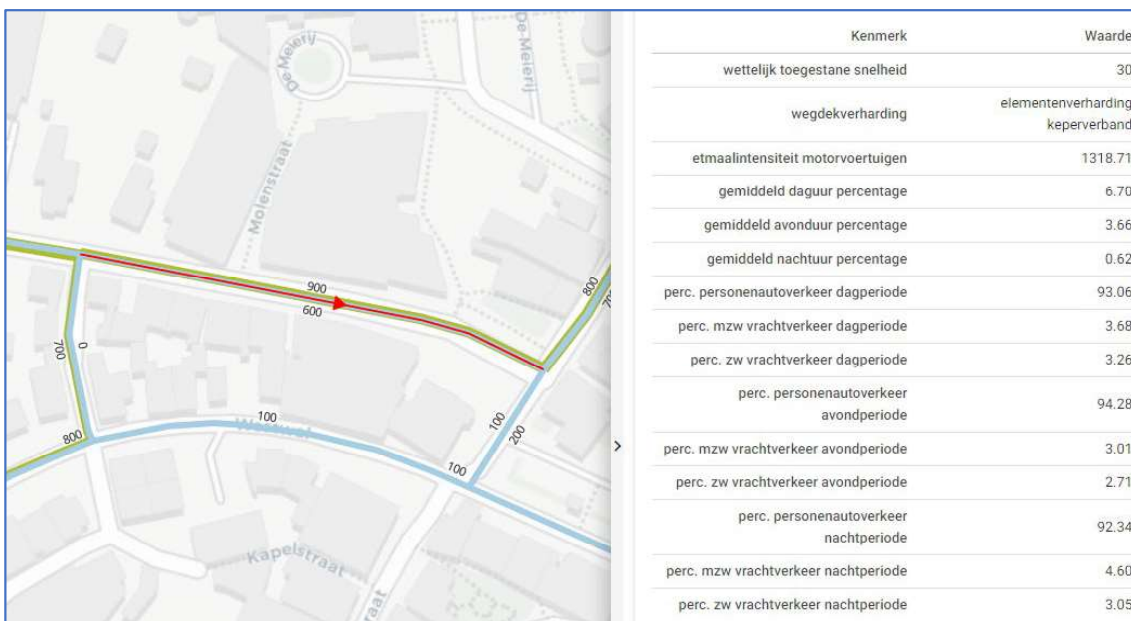 De-Meierij
De-Meierij
Molenstraat
900
600
800
700
0
800
100
Westwal
100
200
100
Kapelstraat
raat
Kenmerk Waarde
wettelijk toegestane snelheid 30
wegdekverharding elementenverharding
keperverband
etmaalintensiteit motorvoertuigen 1318.71
gemiddeld daguur percentage 6.70
gemiddeld avonduur percentage 3.66
gemiddeld nachtuur percentage 0.62
perc. personenautoverkeer dagperiode 93.06
perc. mzw vrachtverkeer dagperiode 3.68
perc. zw vrachtverkeer dagperiode 3.26
perc. personenautoverkeer
avondperiode 94.28
perc. mzw vrachtverkeer avondperiode 3.01
perc. zw vrachtverkeer avondperiode 2.71
perc. personenautoverkeer
nachtperiode 92.34
perc. mzw vrachtverkeer nachtperiode 4.60
perc. zw vrachtverkeer nachtperiode 3.05